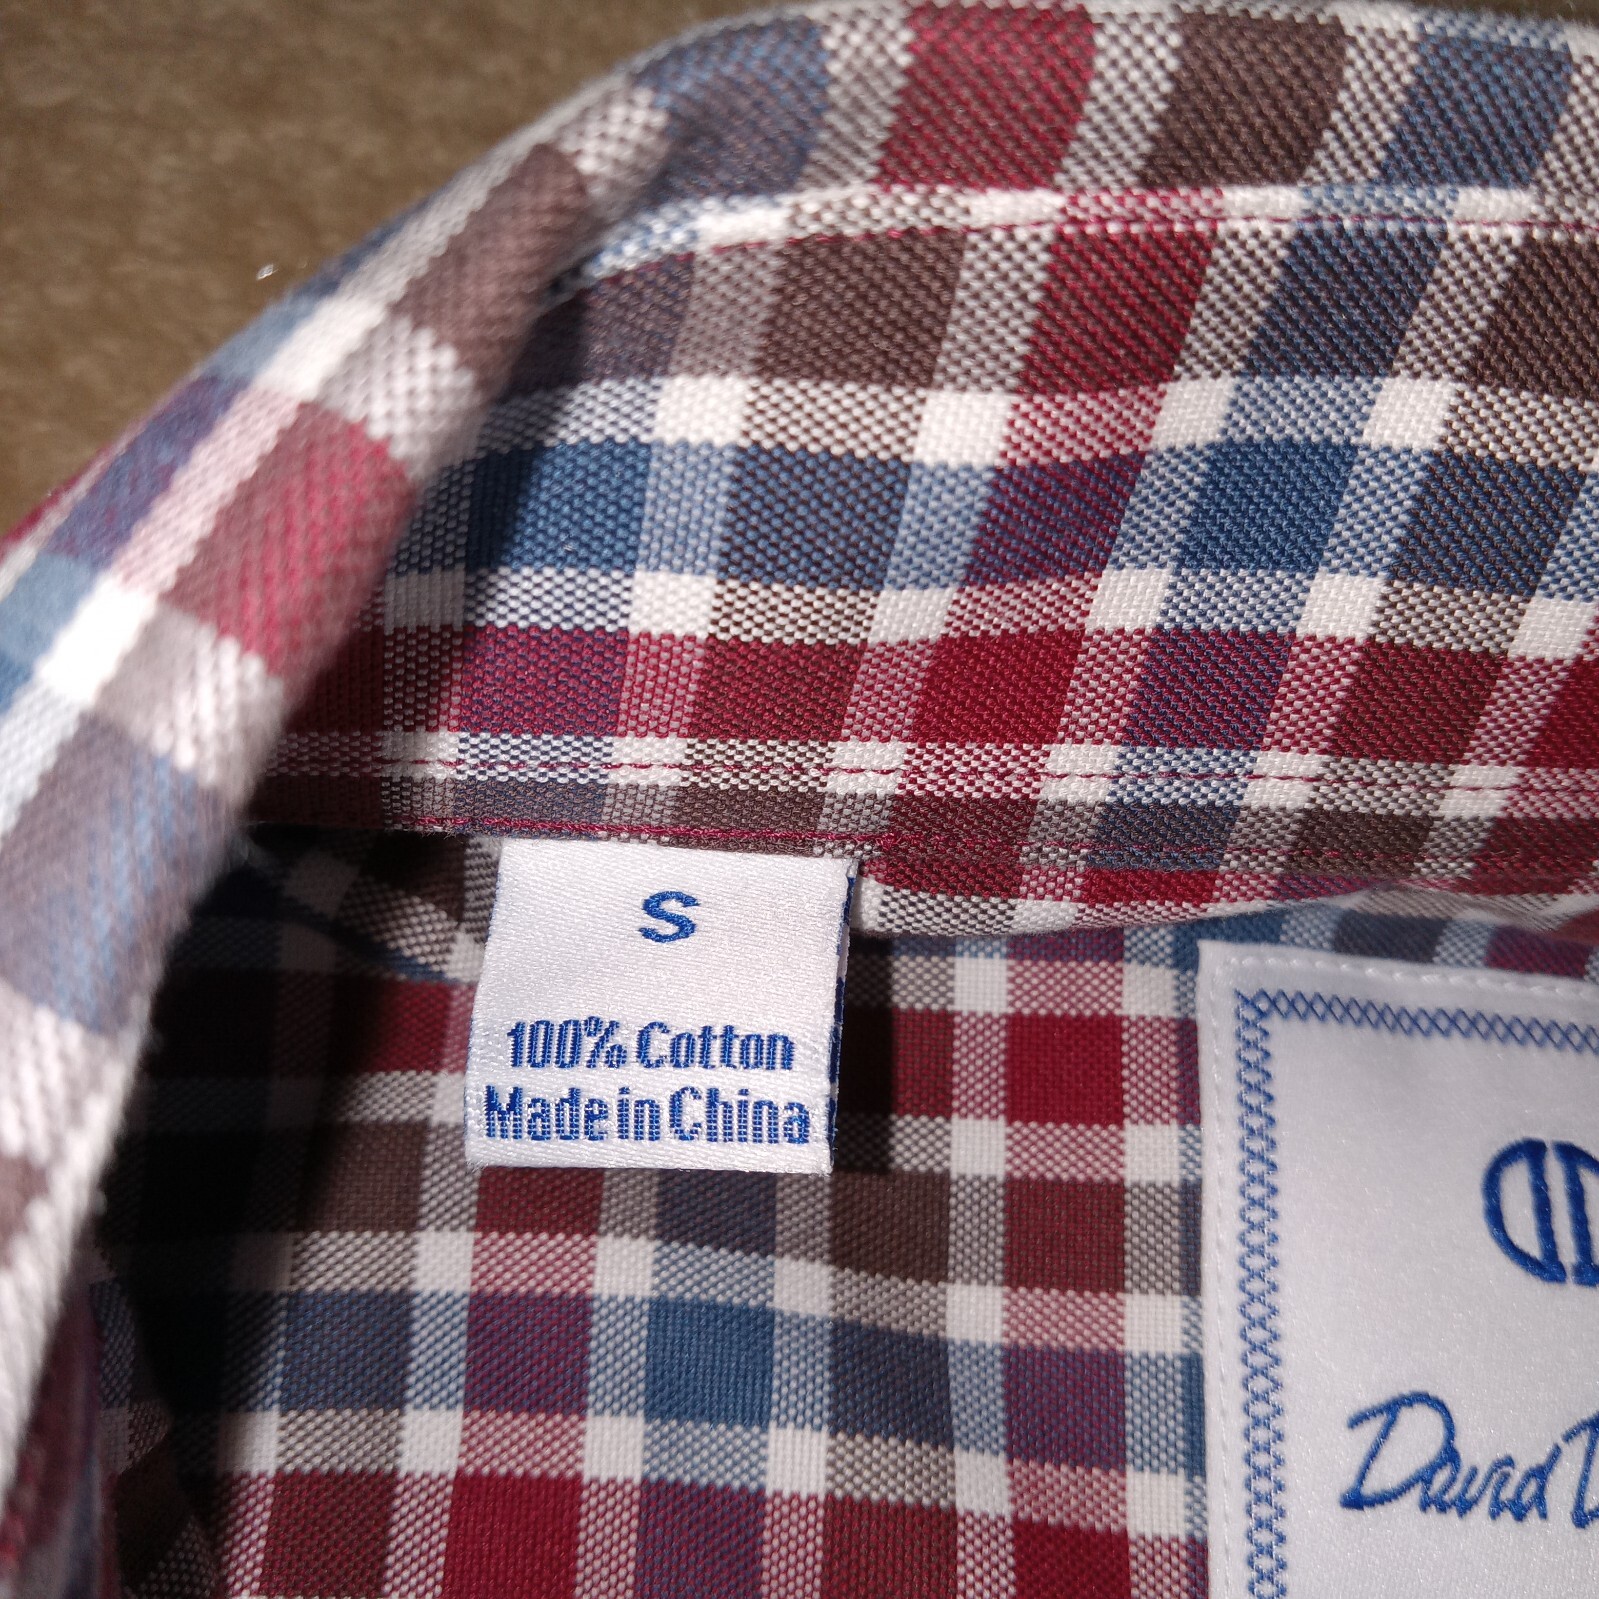 S
100% Cotton
Made in China
David